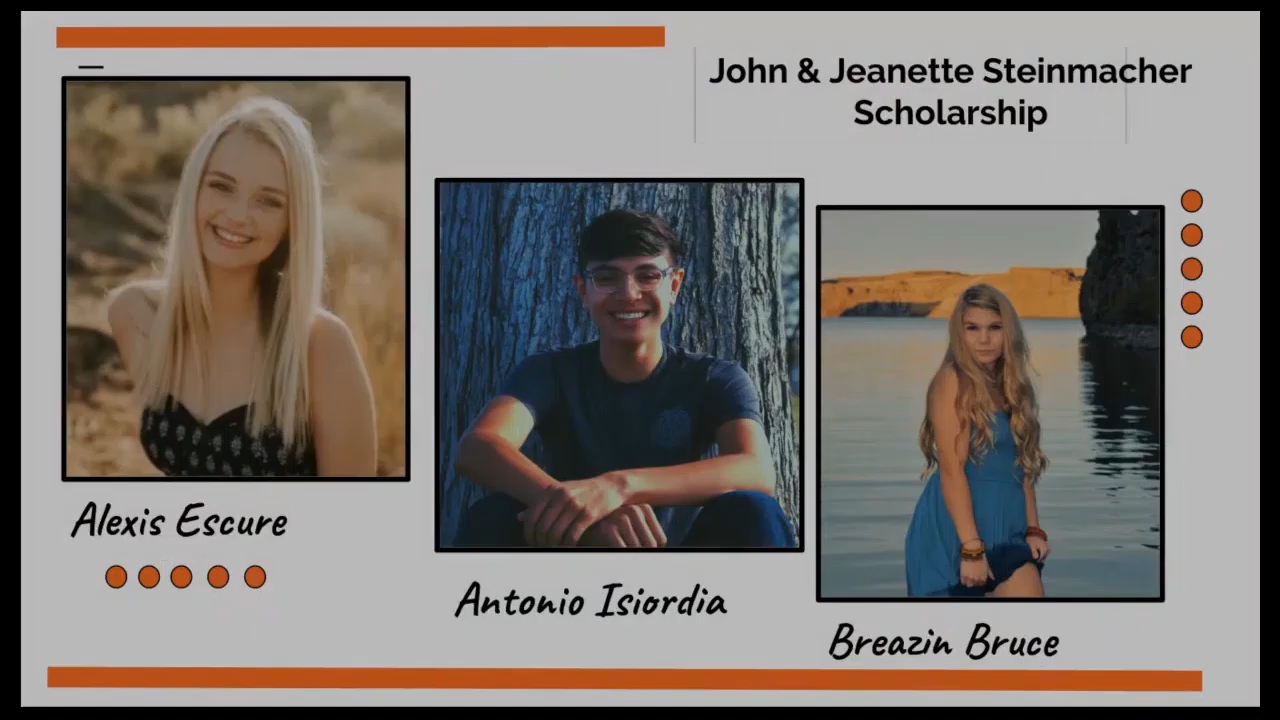 John & Jeanette Steinmacher
Scholarship
Alexis Escure
Antonio Isiordia
Breazin Bruce